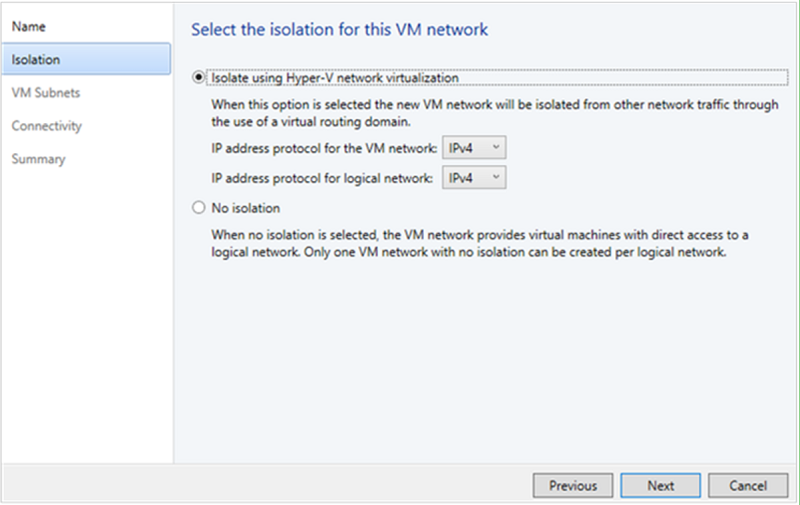 Name
Isolation
VM Subnets
Connectivity
Summary
Select the isolation for this VM network
Isolate using Hyper-V network virtualization
When this option is selected the new VM network will be isolated from other network traffic through
the use of a virtual routing domain.
IP address protocol for the VM network: IPv4
IP address protocol for logical network: IPv4
No isolation
When no isolation is selected, the VM network provides virtual machines with direct access to a
logical network. Only one VM network with no isolation can be created per logical network.
Previous Next Cancel